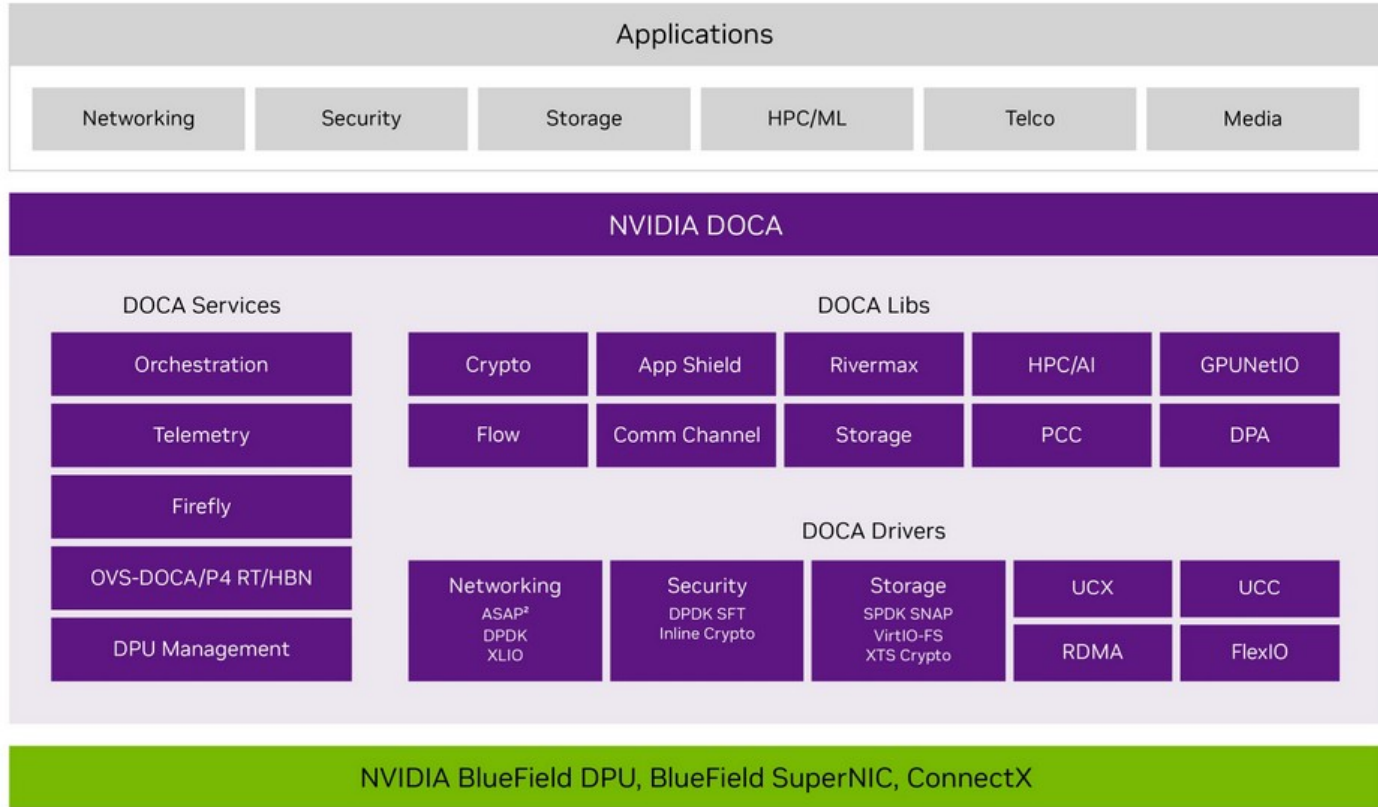 Applications
Networking
Security
Storage
HPC/ML
Telco
Media
NVIDIA DOCA
DOCA Services
Orchestration
Telemetry
Firefly
OVS-DOCA/P4 RT/HBN
DPU Management
DOCA Libs
Crypto
App Shield
Rivermax
HPC/AI
GPUNetIO
Flow
Comm Channel
Storage
PCC
DPA
DOCA Drivers
Networking
ASAP²
DPDK
XLIO
Security
DPDK SFT
Inline Crypto
Storage
SPDK SNAP
VirtIO-FS
XTS Crypto
UCX
UCC
RDMA
FlexIO
NVIDIA BlueField DPU, BlueField SuperNIC, ConnectX